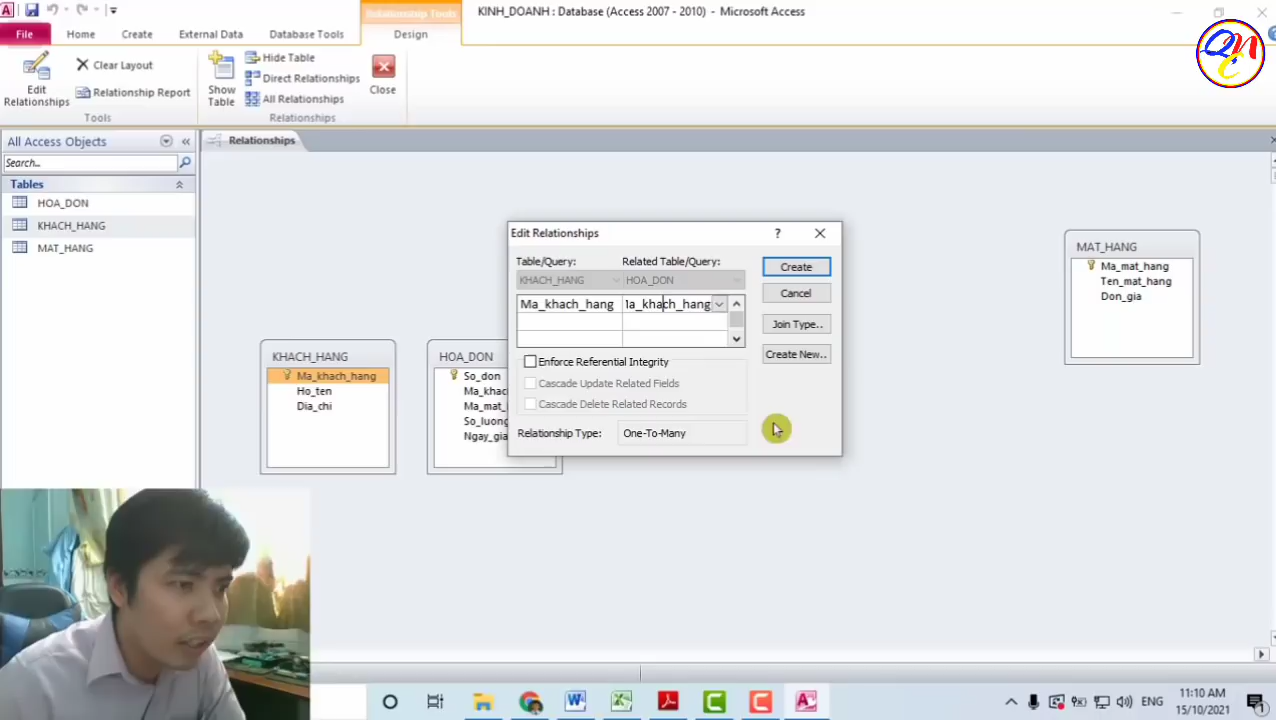 Relationship Tools
KINH_DOANH : Database (Access 2007 - 2010) - Microsoft Access
File
Home
Create
External Data
Database Tools
Design
Edit
Relationships
Clear Layout
Relationship Report
Tools
Show
Table
Hide Table
Direct Relationships
All Relationships
Close
Relationships
All Access Objects
Search...
Tables
HOA_DON
KHACH_HANG
MAT_HANG
Relationships
KHACH_HANG
Ma_khach_hang
Ho_ten
Dia_chi
HOA_DON
So_don
Ma_khac
Ma_mat_
So_luong
Ngay_gia
Edit Relationships
?
Table/Query:
Related Table/Query:
KHACH_HANG
HOA_DON
Ma_khach_hang
la_khach_hang
Enforce Referential Integrity
Cascade Update Related Fields
Cascade Delete Related Records
Relationship Type:
One-To-Many
Create
Cancel
Join Type..
Create New..
MAT_HANG
Ma_mat_hang
Ten_mat_hang
Don_gia
ENG
11:10 AM
15/10/2021